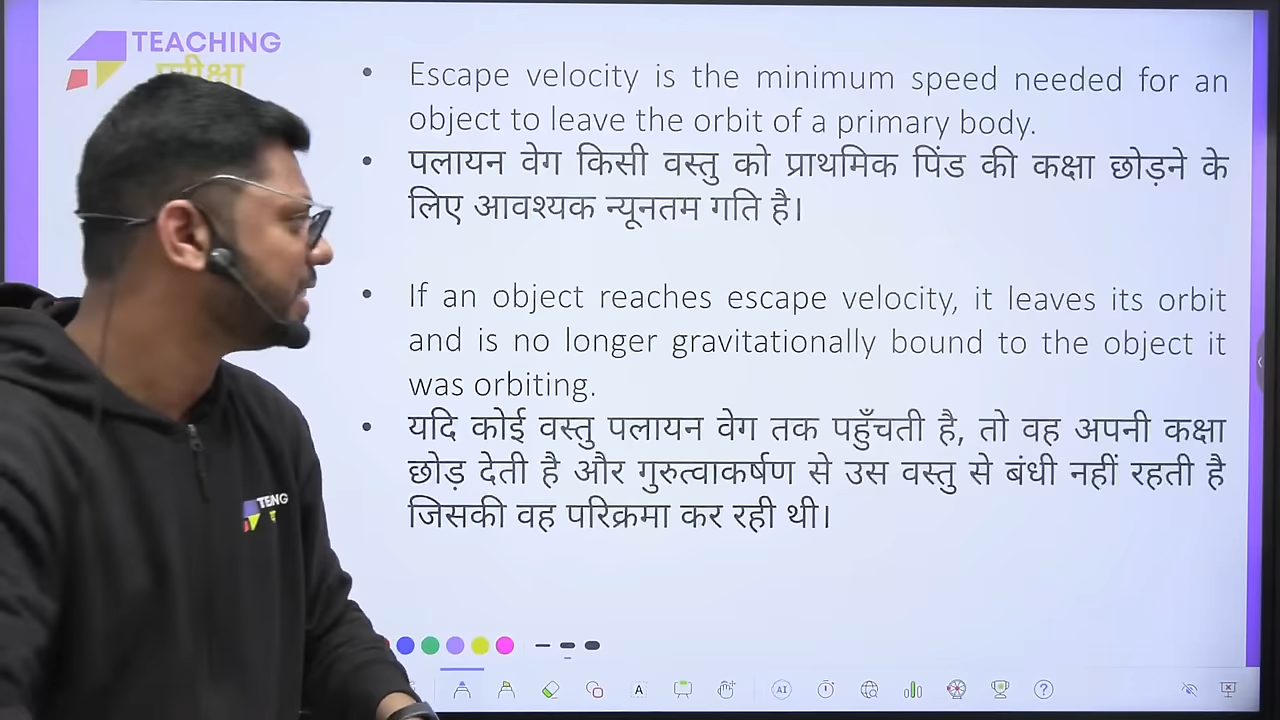 TEACHING
परीक्षा
Escape velocity is the minimum speed needed for an
object to leave the orbit of a primary body.
पलायन वेग किसी वस्तु को प्राथमिक पिंड की कक्षा छोड़ने के
लिए आवश्यक न्यूनतम गति है।
If an object reaches escape velocity, it leaves its orbit
and is no longer gravitationally bound to the object it
was orbiting.
यदि कोई वस्तु पलायन वेग तक पहुँचती है, तो वह अपनी कक्षा
छोड़ देती है और गुरुत्वाकर्षण से उस वस्तु से बंधी नहीं रहती है
जिसकी वह परिक्रमा कर रही थी।
A
AI
?